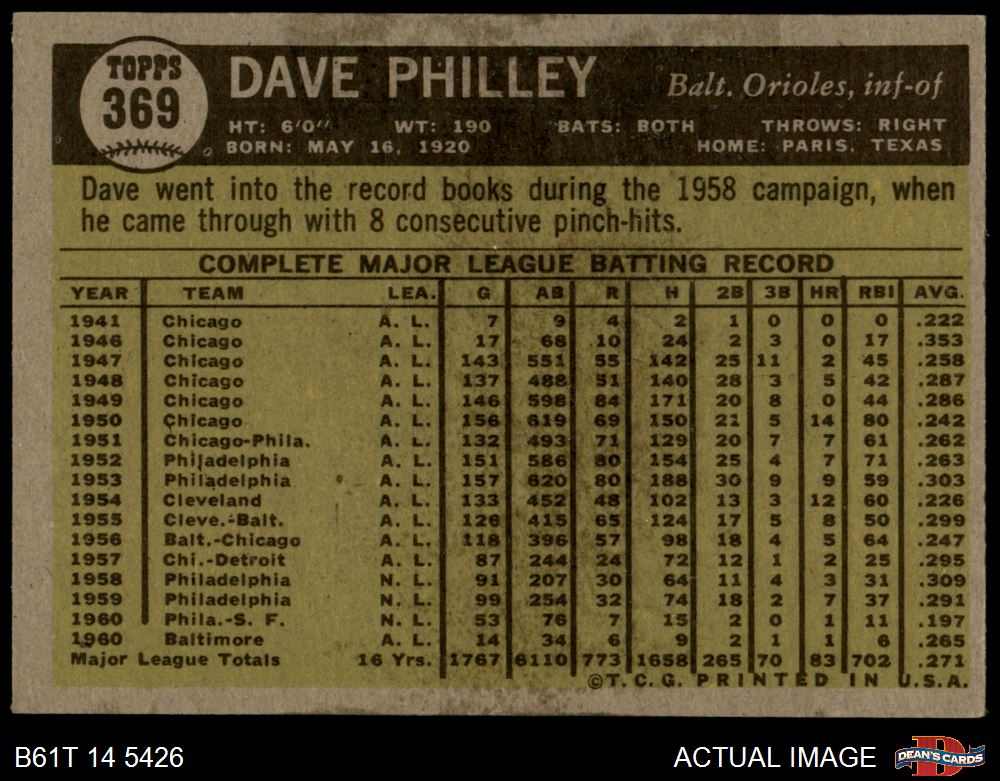 TOPPS
369
DAVE PHILLEY
Balt. Orioles, inf-of
HT: 6'0" WT: 190 BATS: BOTH THROWS: RIGHT
BORN: MAY 16, 1920 HOME: PARIS, TEXAS
Dave went into the record books during the 1958 campaign, when
he came through with 8 consecutive pinch-hits.
COMPLETE MAJOR LEAGUE BATTING RECORD
YEAR TEAM LEA. G AB R H 2B 3B HR RBI AVG.
1941 Chicago A. L. 7 9 4 2 1 0 0 0 .222
1946 Chicago A. L. 17 68 10 24 2 3 0 17 .353
1947 Chicago A. L. 143 551 55 142 25 11 2 45 .258
1948 Chicago A. L. 137 488 51 140 28 3 5 42 .287
1949 Chicago A. L. 146 598 84 171 20 8 0 44 .286
1950 Chicago A. L. 156 619 69 150 21 5 14 80 .242
1951 Chicago-Phila. A. L. 132 493 71 129 20 7 7 61 .262
1952 Philadelphia A. L. 151 586 80 154 25 4 7 71 .263
1953 Philadelphia A. L. 157 620 80 188 30 9 9 59 .303
1954 Cleveland A. L. 133 452 48 102 13 3 12 60 .226
1955 Cleve.-Balt. A. L. 126 415 65 124 17 5 8 50 .299
1956 Balt.-Chicago A. L. 118 396 57 98 18 4 5 64 .247
1957 Chi.-Detroit A. L. 87 244 24 72 12 1 2 25 .295
1958 Philadelphia N. L. 91 207 30 64 11 4 3 31 .309
1959 Philadelphia N. L. 99 254 32 74 18 2 7 37 .291
1960 Phila.-S. F. N. L. 53 76 7 15 2 0 1 11 .197
1960 Baltimore A. L. 14 34 6 9 2 1 1 6 .265
Major League Totals 16 Yrs. 1767 6110 773 1658 265 70 83 702 .271
©T. C. G. PRINTED IN U.S.A.
B61T 14 5426 ACTUAL IMAGE
D
DEAN'S CARDS